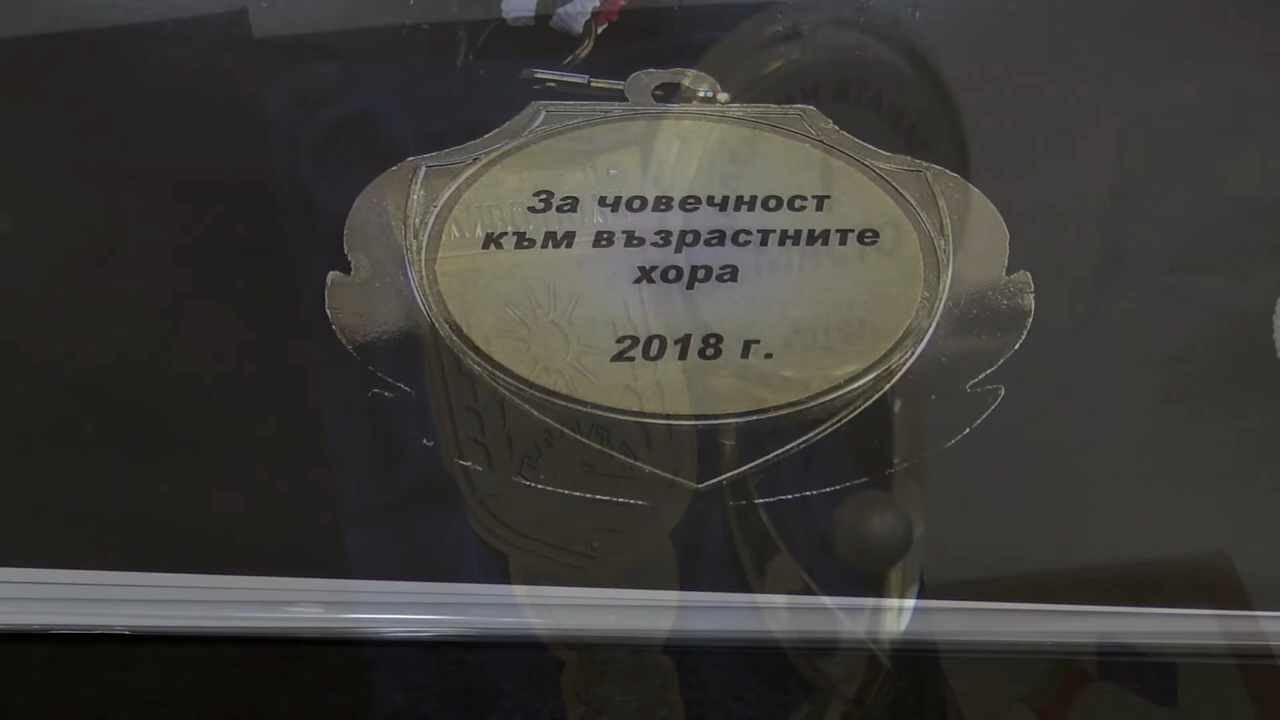 За човечност
към възрастните
хора
2018 г.